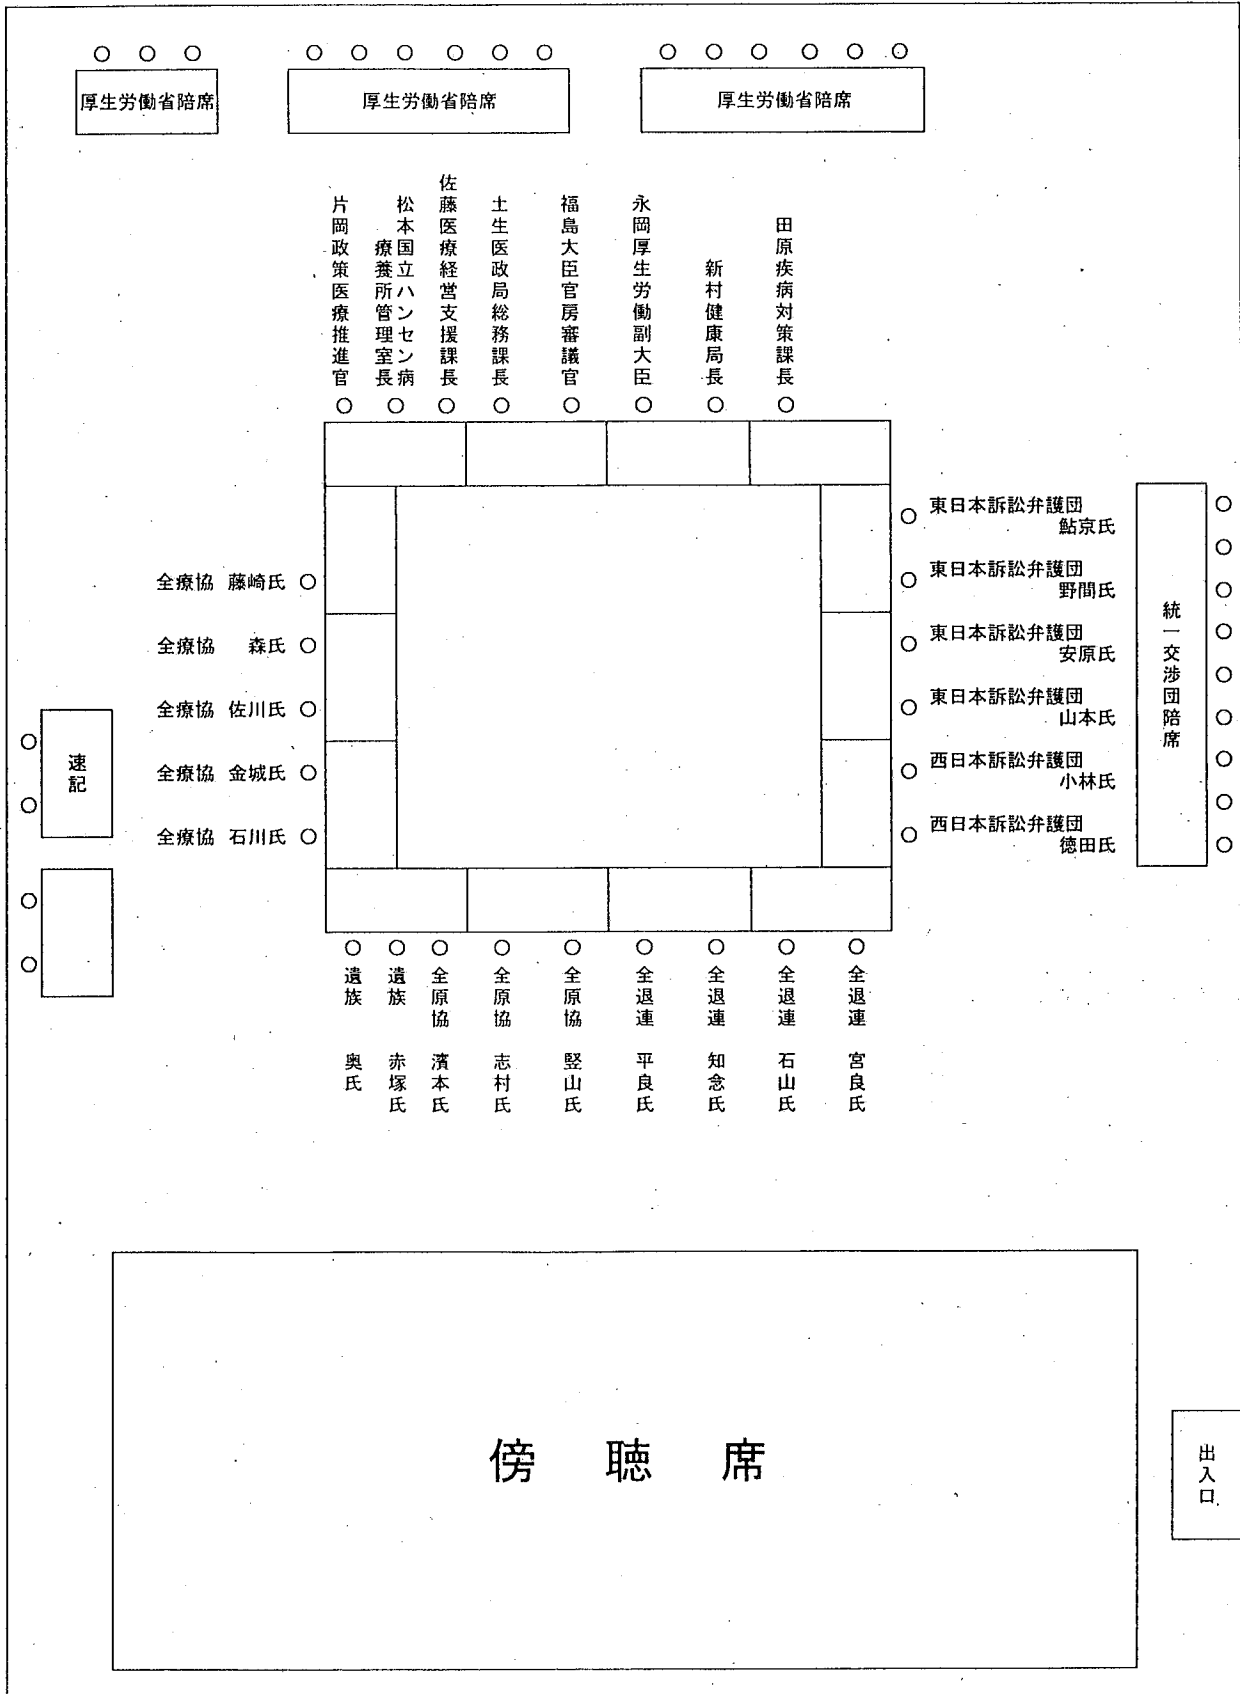 厚生労働省陪席
厚生労働省陪席
厚生労働省陪席
片岡政策医療推進官
松本国立ハンセン病
療養所管理室長
佐藤医療経営支援課長
土生医政局総務課長
福島大臣官房審議官
永岡厚生労働副大臣
新村健康局長
田原疾病対策課長
全療協 藤崎氏
全療協 森氏
全療協 佐川氏
全療協 金城氏
全療協 石川氏
速記
東日本訴訟弁護団
鮎京氏
東日本訴訟弁護団
野間氏
東日本訴訟弁護団
安原氏
東日本訴訟弁護団
山本氏
西日本訴訟弁護団
小林氏
西日本訴訟弁護団
徳田氏
統一交渉団陪席
遺族 奥氏
遺族 赤塚氏
全原協 濱本氏
全原協 志村氏
全原協 竪山氏
全退連 平良氏
全退連 知念氏
全退連 石山氏
全退連 宮良氏
傍聴席
出入口